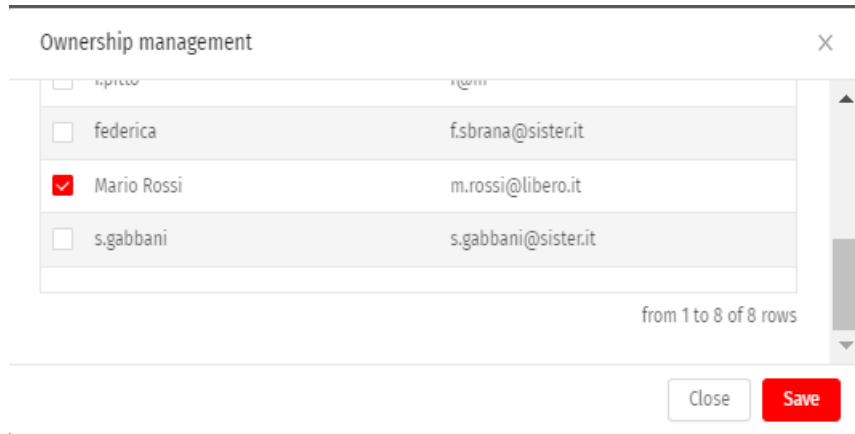 Ownership management
federica f.sbrana@sister.it
Mario Rossi m.rossi@libero.it
s.gabbani s.gabbani@sister.it
from 1 to 8 of 8 rows
Close Save